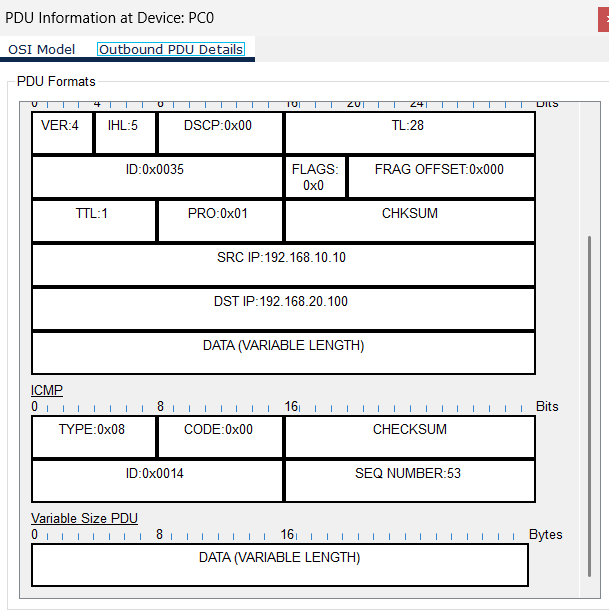 PDU Information at Device: PC0
OSI Model Outbound PDU Details
PDU Formats
0 4 8 16 20 24 Bits
VER:4 IHL:5 DSCP:0x00 TL:28
ID:0x0035 FLAGS: 0x0 FRAG OFFSET:0x000
TTL:1 PRO:0x01 CHKSUM
SRC IP:192.168.10.10
DST IP:192.168.20.100
DATA (VARIABLE LENGTH)
ICMP
0 8 16 Bits
TYPE:0x08 CODE:0x00 CHECKSUM
ID:0x0014 SEQ NUMBER:53
Variable Size PDU
0 8 16 Bytes
DATA (VARIABLE LENGTH)